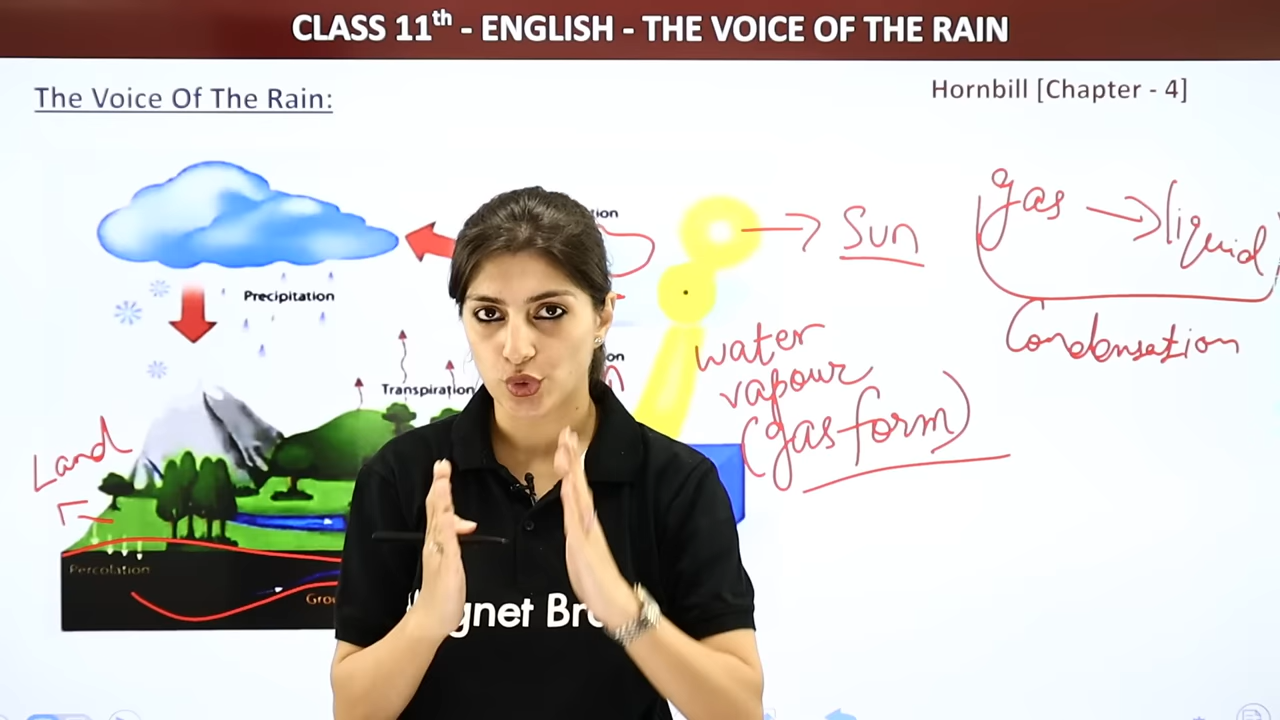 CLASS 11th - ENGLISH - THE VOICE OF THE RAIN
The Voice Of The Rain:
Hornbill [Chapter - 4]
gas → liquid
Condensation
→ Sun
Precipitation
water
vapour
(gas form)
Transpiration
Land
Percolation